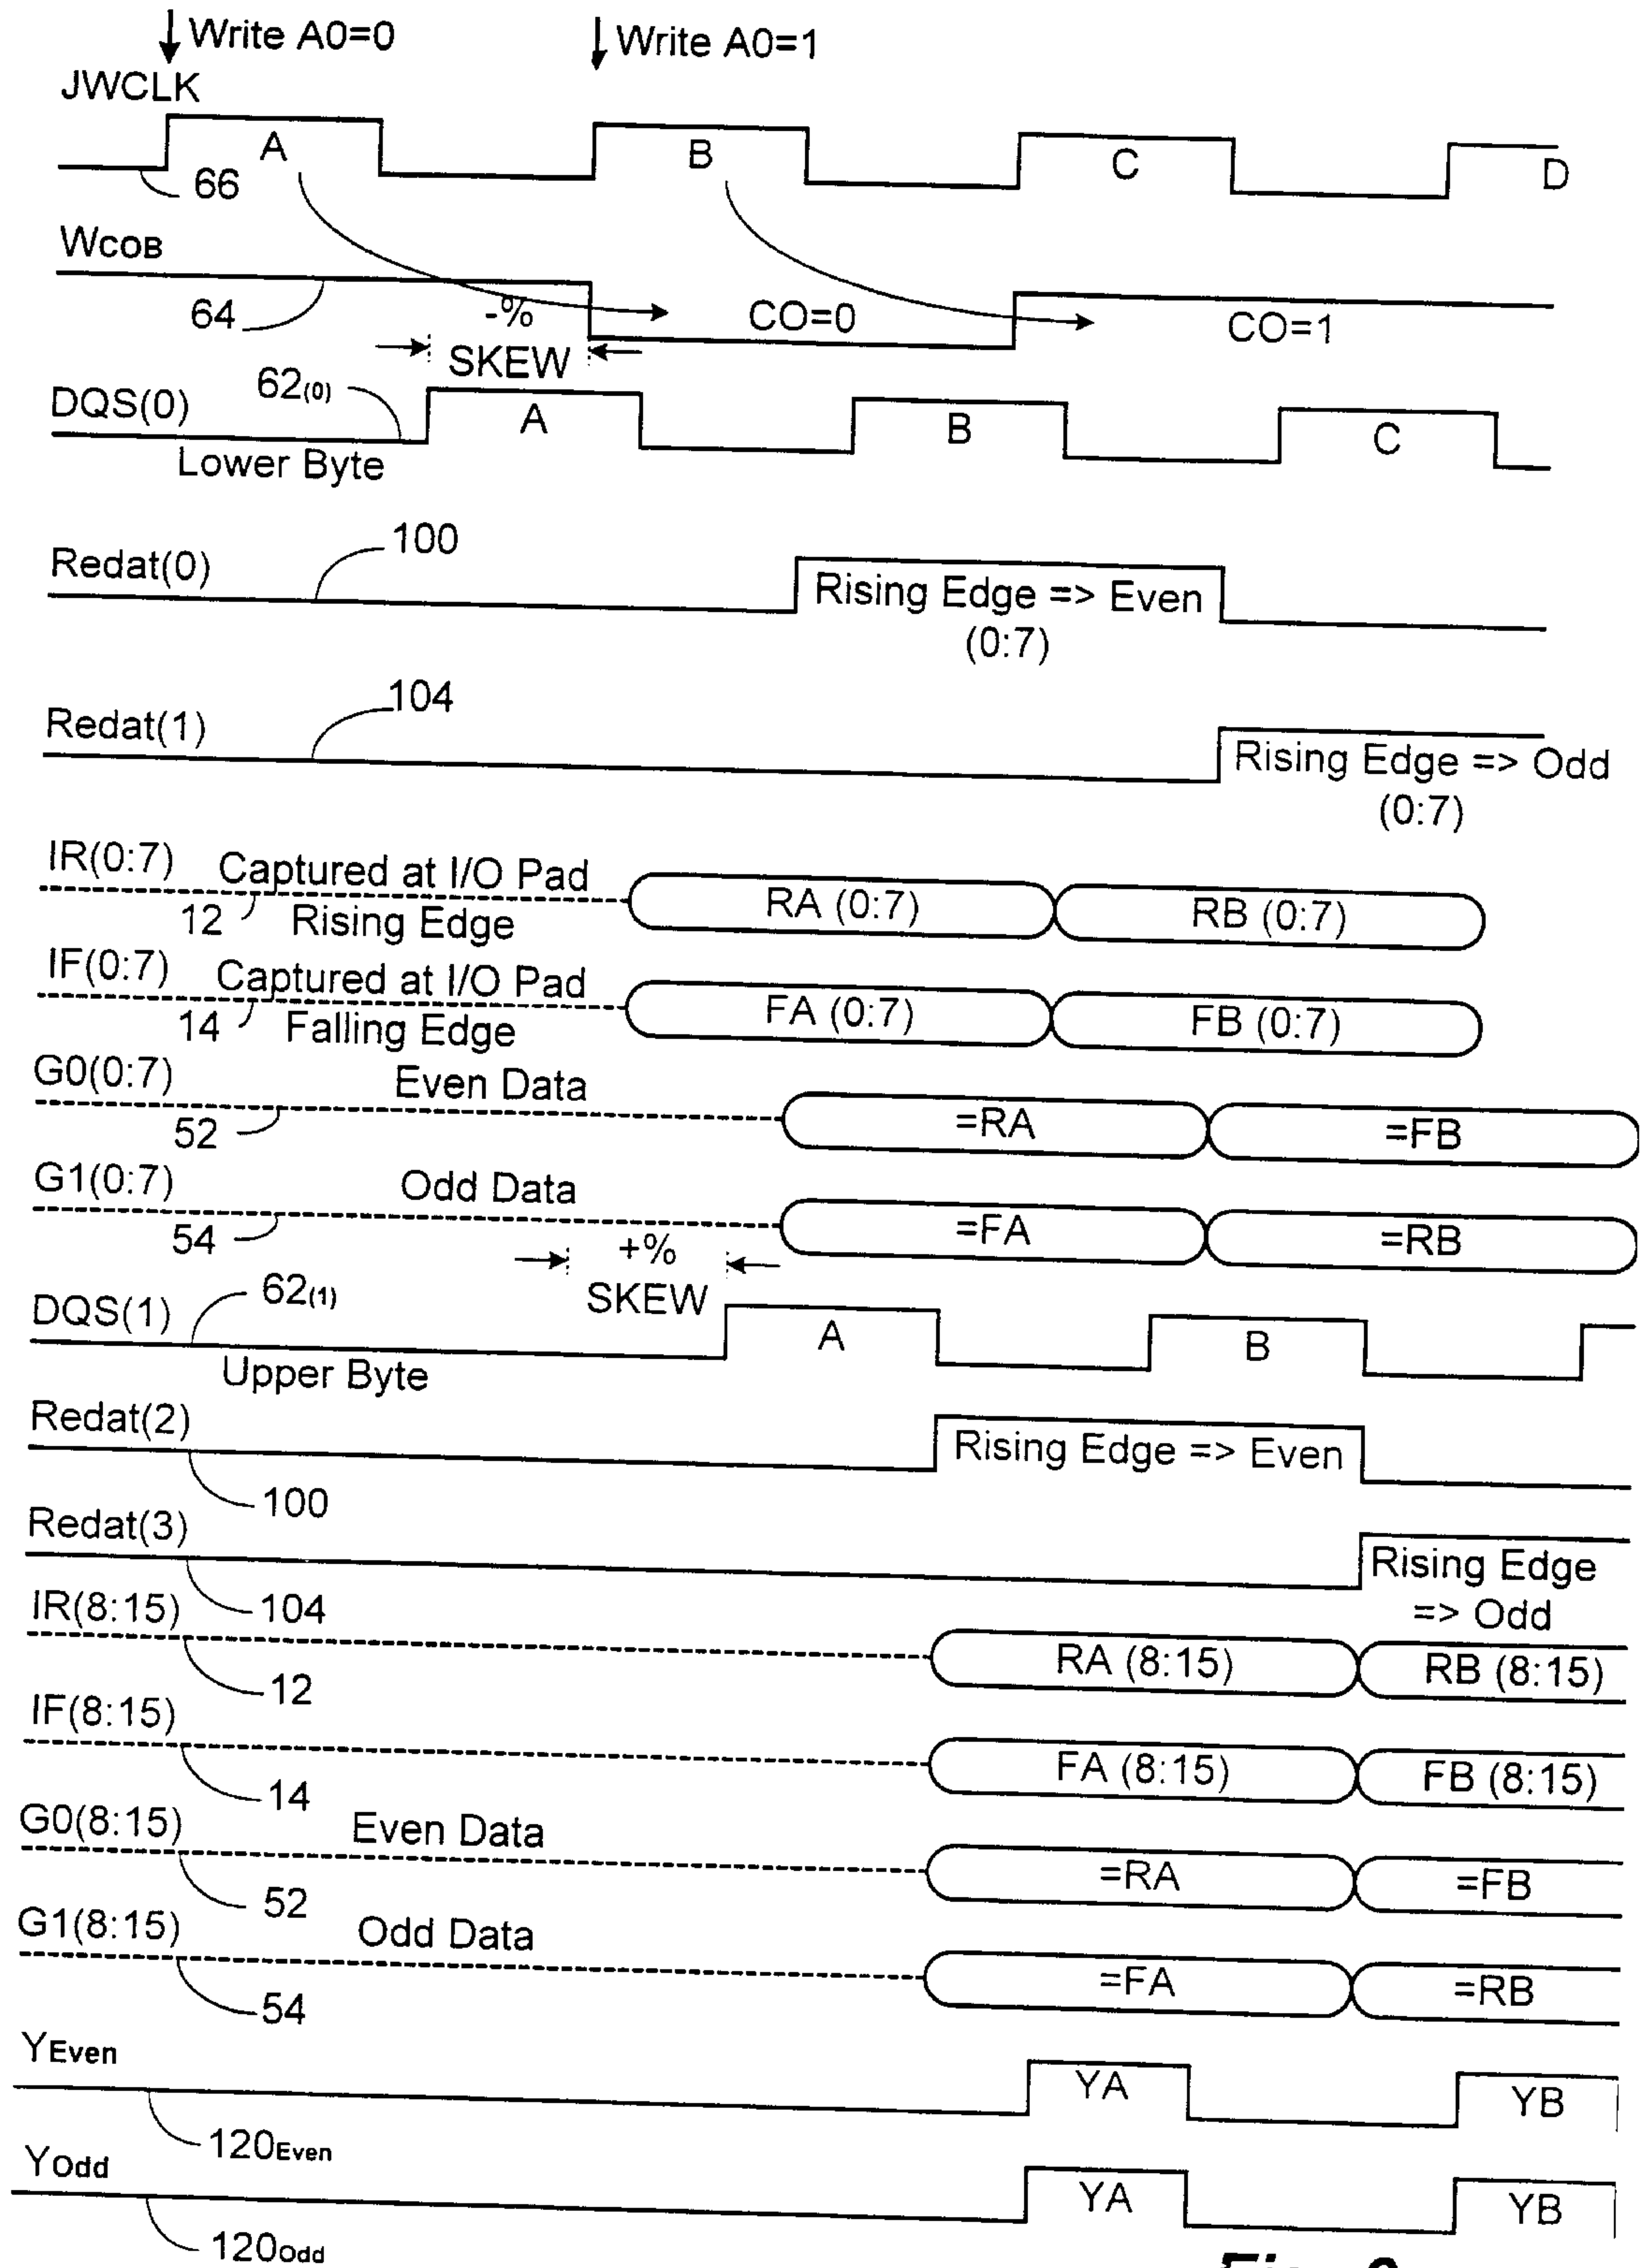 Write A0=0
Write A0=1
JWCLK
A
B
C
D
66
WCOB
64
-%
SKEW
CO=0
CO=1
DQS(0)
62(0)
Lower Byte
A
B
C
Redat(0)
100
Rising Edge => Even
(0:7)
Redat(1)
104
Rising Edge => Odd
(0:7)
IR(0:7)
Captured at I/O Pad
12
Rising Edge
RA (0:7)
RB (0:7)
IF(0:7)
Captured at I/O Pad
14
Falling Edge
FA (0:7)
FB (0:7)
G0(0:7)
Even Data
52
=RA
=FB
G1(0:7)
Odd Data
54
=FA
=RB
+%
SKEW
DQS(1)
62(1)
Upper Byte
A
B
Redat(2)
100
Rising Edge => Even
Redat(3)
104
Rising Edge
=> Odd
IR(8:15)
12
RA (8:15)
RB (8:15)
IF(8:15)
14
FA (8:15)
FB (8:15)
G0(8:15)
Even Data
52
=RA
=FB
G1(8:15)
Odd Data
54
=FA
=RB
YEven
120Even
YA
YB
YOdd
120Odd
YA
YB